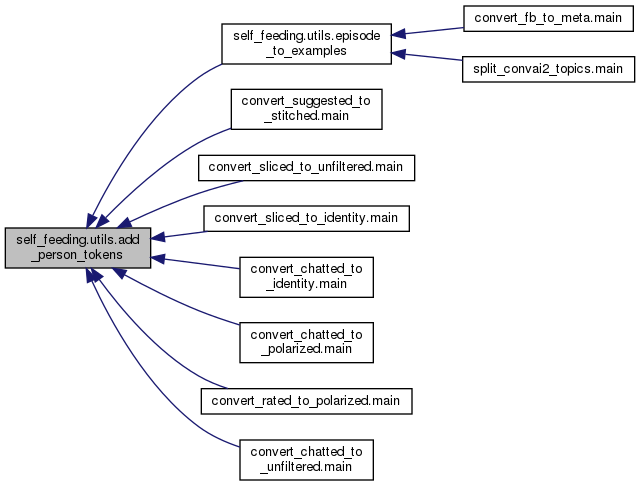 convert_fb_to_meta.main
self_feeding.utils.episode
_to_examples
split_convai2_topics.main
convert_suggested_to
_stitched.main
convert_sliced_to_unfiltered.main
convert_sliced_to_identity.main
self_feeding.utils.add
_person_tokens
convert_chatted_to
_identity.main
convert_chatted_to
_polarized.main
convert_rated_to_polarized.main
convert_chatted_to
_unfiltered.main